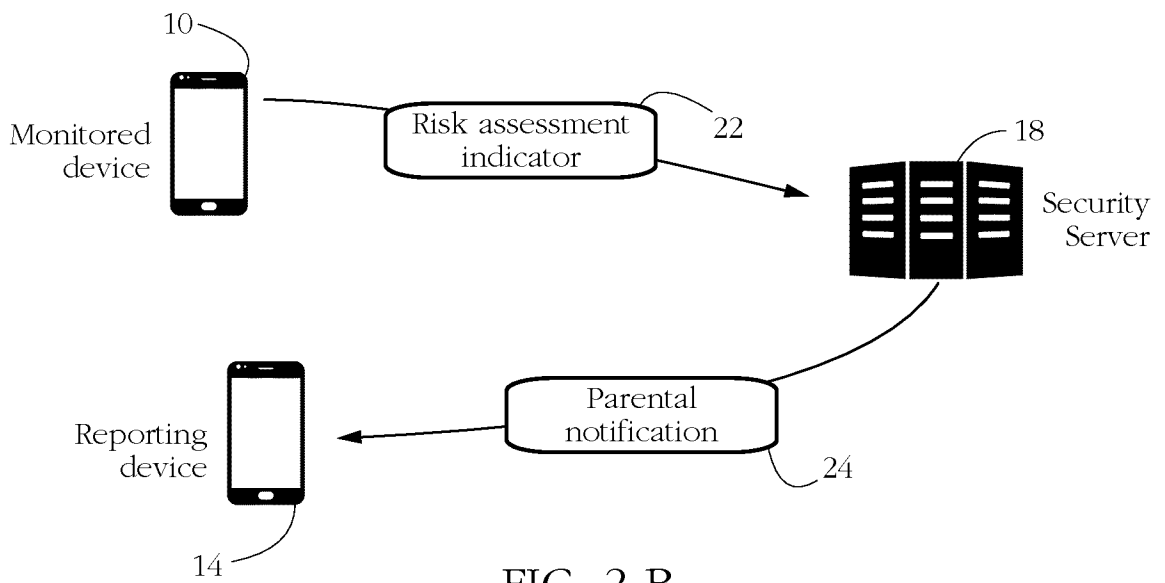 10
Monitored
device
Risk assessment
indicator
22
18
Security
Server
Parental
notification
24
Reporting
device
14
FIG. 2-B